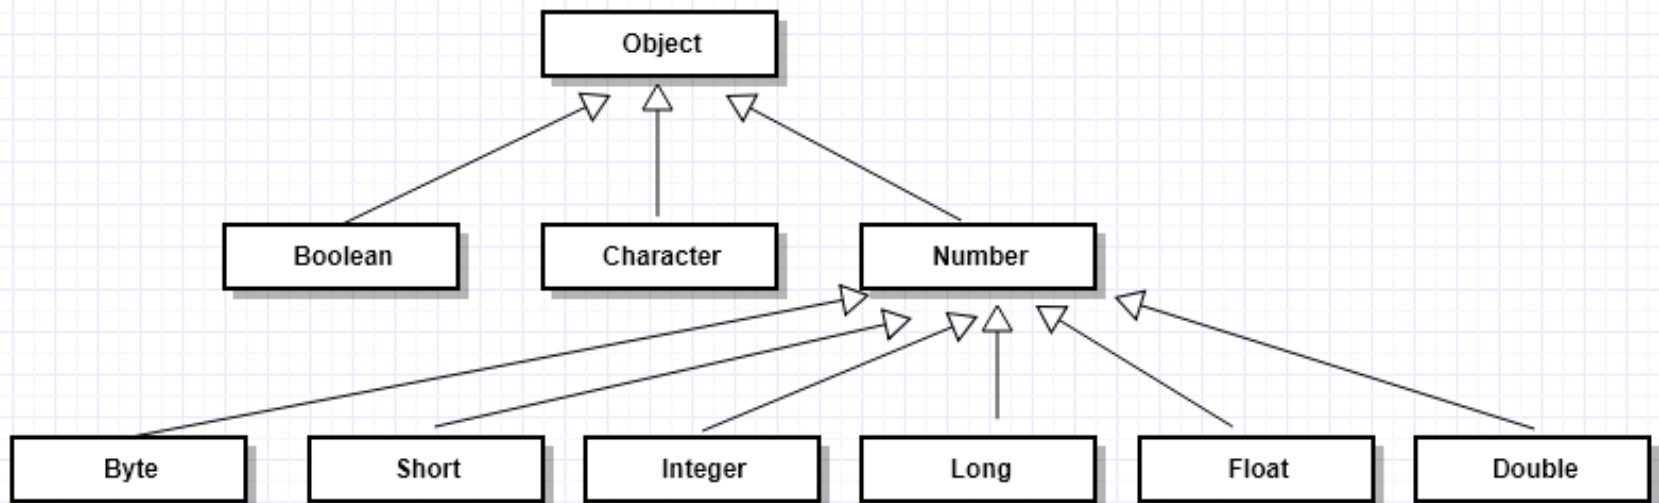 Object
Boolean Character Number
Byte Short Integer Long Float Double